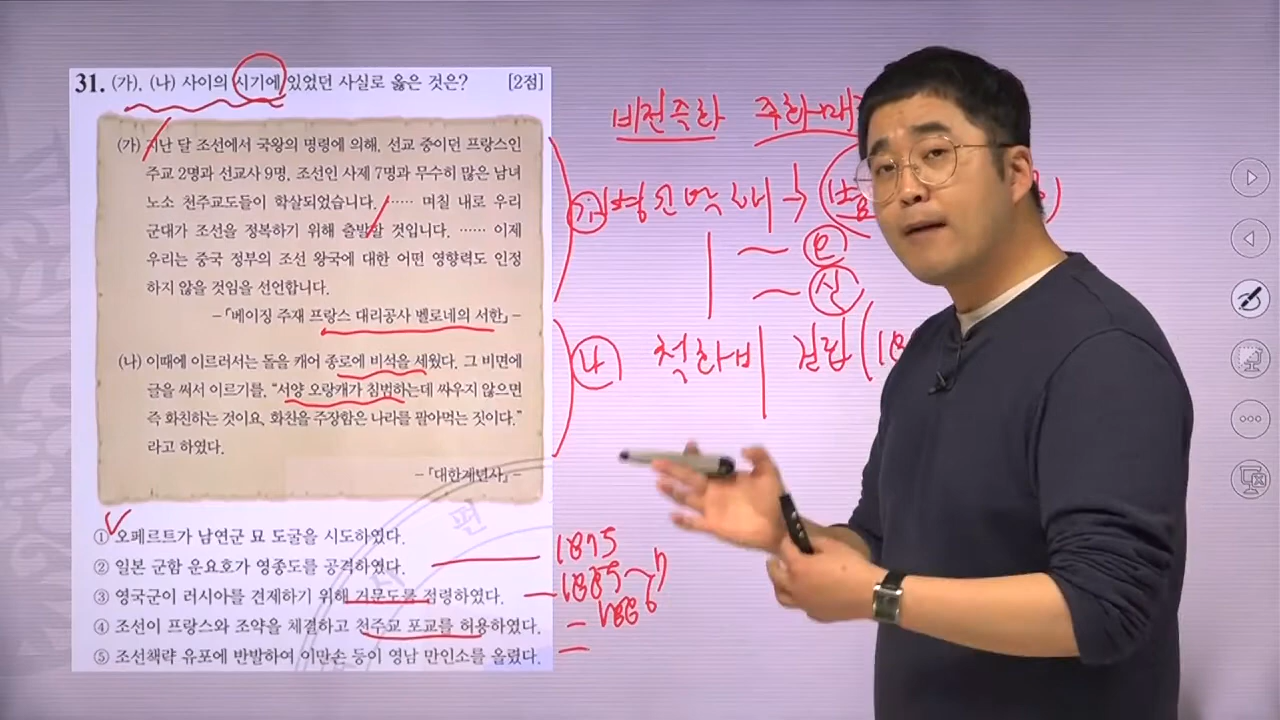 31. (가), (나) 사이의 시기에 있었던 사실로 옳은 것은? [2점]
(가) 지난 달 조선에서 국왕의 명령에 의해, 선교 중이던 프랑스인
주교 2명과 선교사 9명, 조선인 사제 7명과 무수히 많은 남녀
노소 천주교도들이 학살되었습니다. …… 며칠 내로 우리
군대가 조선을 정복하기 위해 출발할 것입니다. …… 이제
우리는 중국 정부의 조선 왕국에 대한 어떤 영향력도 인정
하지 않을 것임을 선언합니다.
-「베이징 주재 프랑스 대리공사 벨로네의 서한」-
(나) 이때에 이르러서는 돌을 캐어 종로에 비석을 세웠다. 그 비면에
글을 써서 이르기를, “서양 오랑캐가 침범하는데 싸우지 않으면
즉 화친하는 것이요, 화친을 주장함은 나라를 팔아먹는 짓이다.”
라고 하였다.
-「대한계년사」-
① 오페르트가 남연군 묘 도굴을 시도하였다.
② 일본 군함 운요호가 영종도를 공격하였다.
③ 영국군이 러시아를 견제하기 위해 거문도를 점령하였다.
④ 조선이 프랑스와 조약을 체결하고 천주교 포교를 허용하였다.
⑤ 조선책략 유포에 반발하여 이만손 등이 영남 만인소를 올렸다.
비전즉화 주화매
가 병인박해 →
~ 오
~ 신
나 척화비 건립 (18
1875
1885~7
1886
사 편